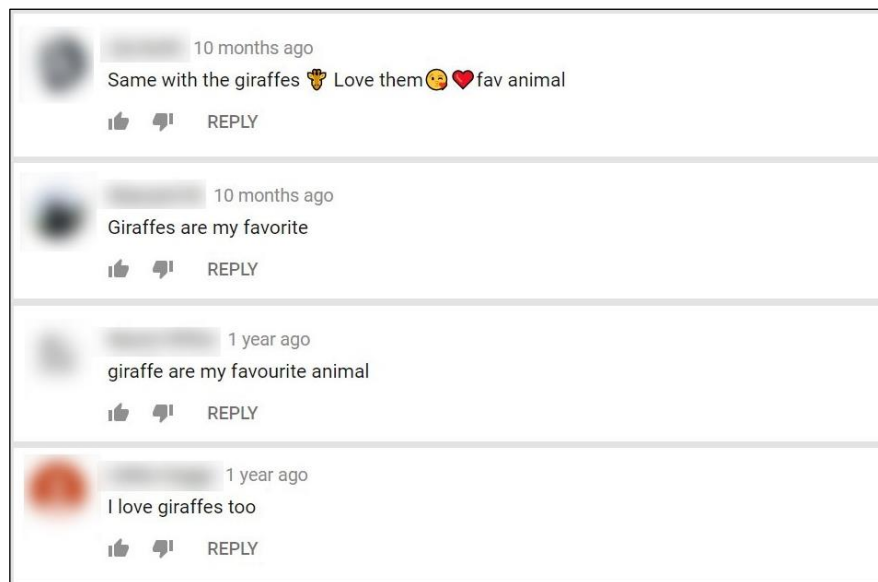 10 months ago
Same with the giraffes 🦒 Love them😘❤️fav animal
REPLY
10 months ago
Giraffes are my favorite
REPLY
1 year ago
giraffe are my favourite animal
REPLY
1 year ago
I love giraffes too
REPLY